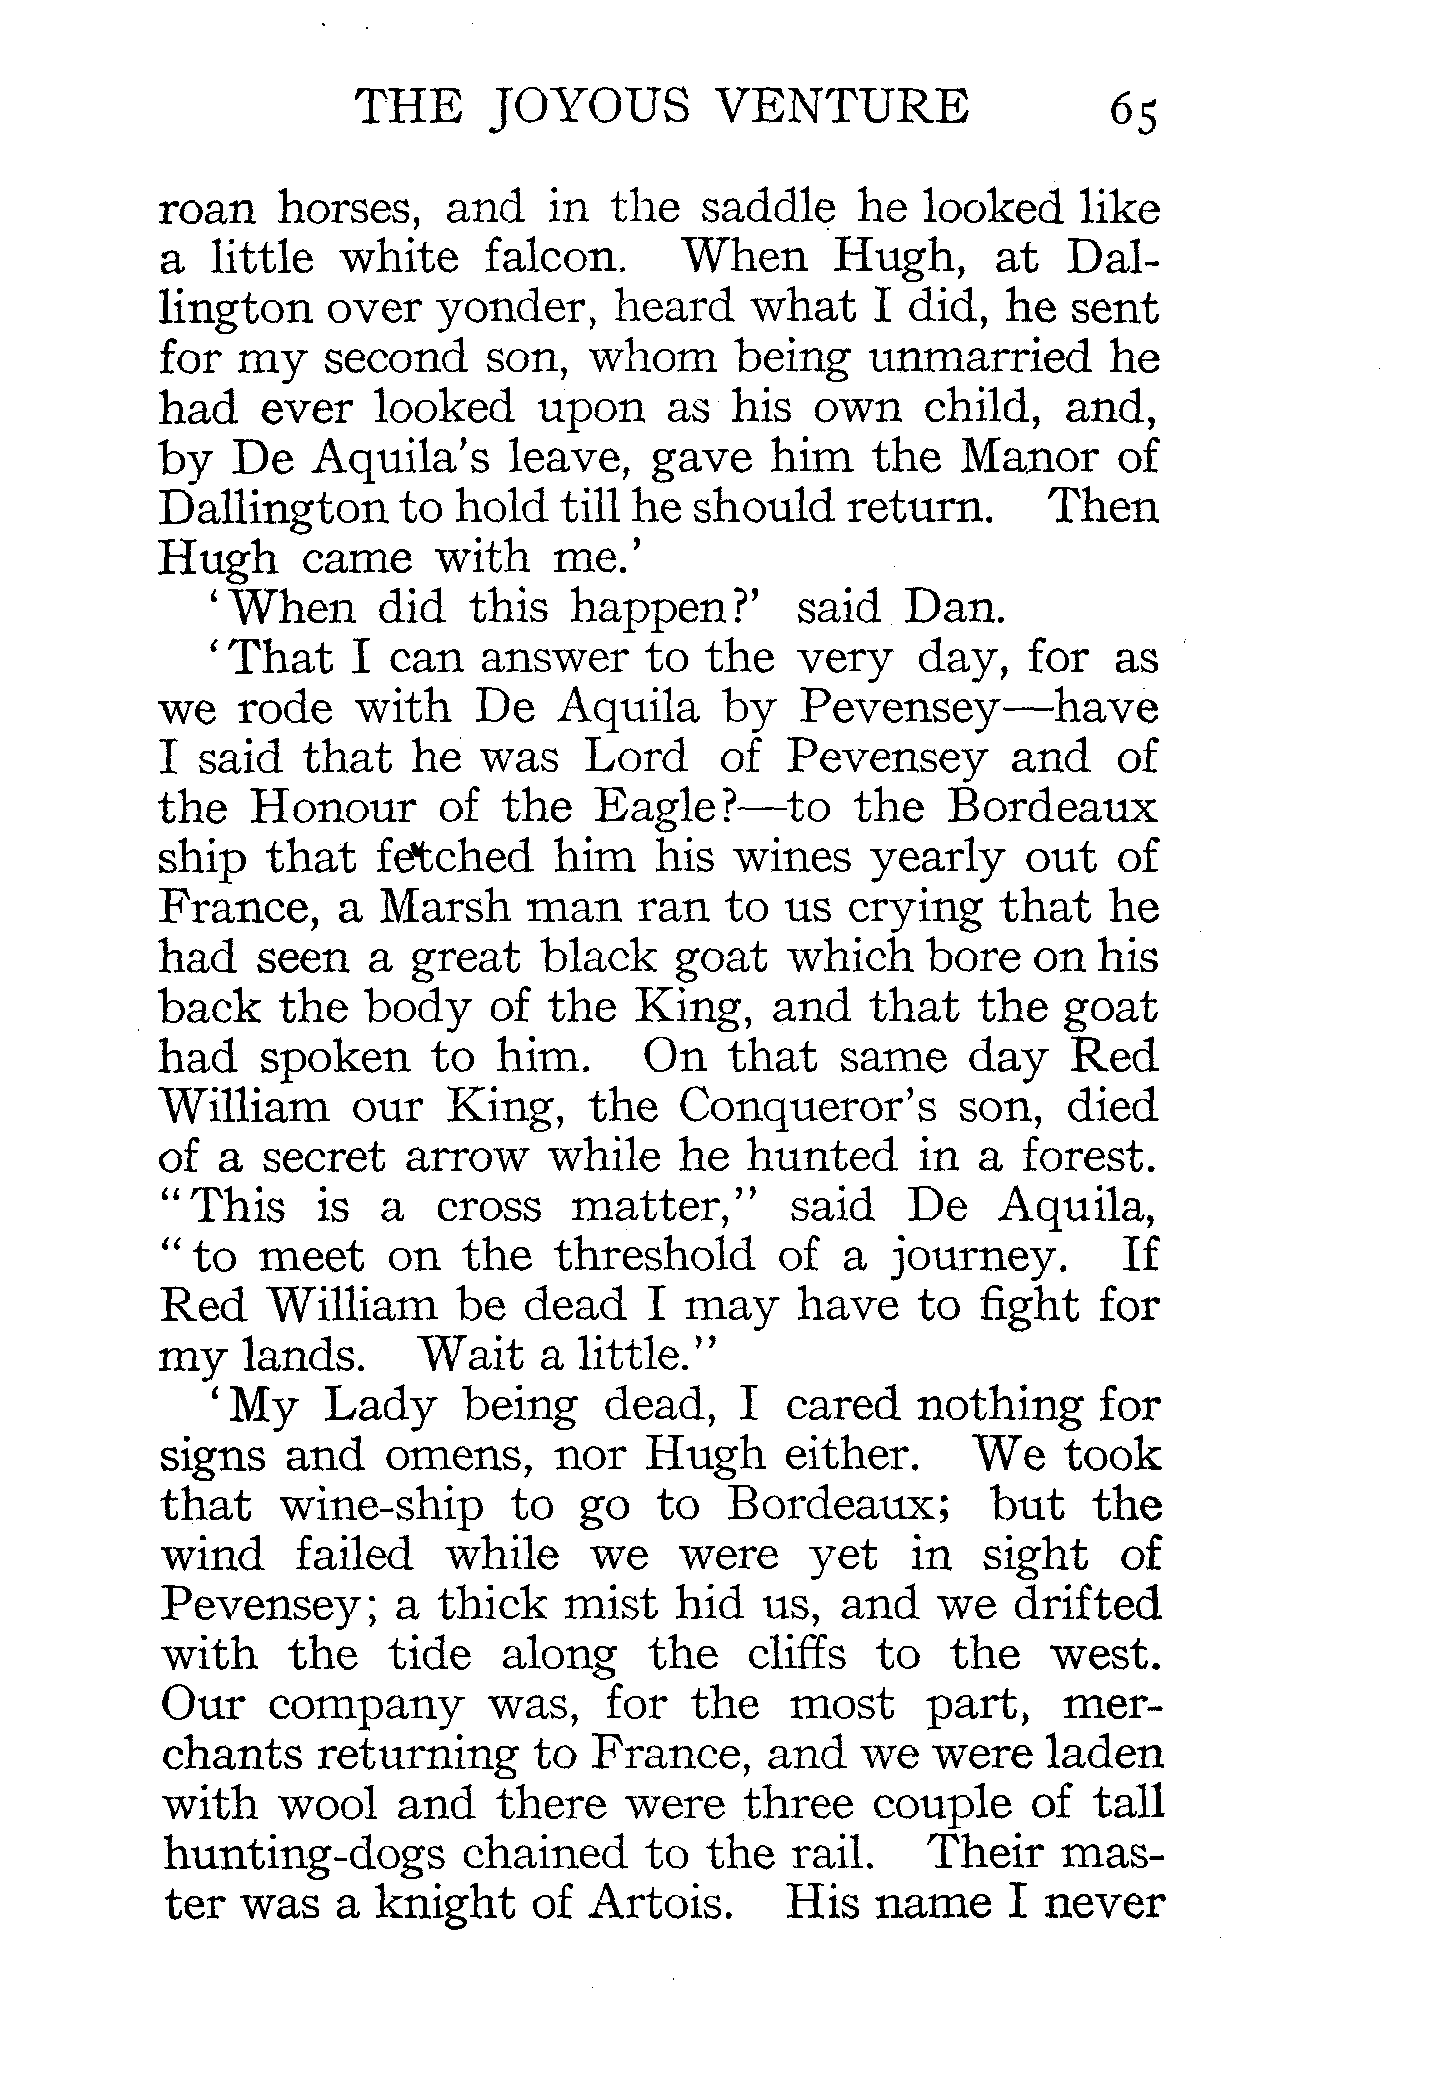 THE JOYOUS VENTURE 65
roan horses, and in the saddle he looked like
a little white falcon. When Hugh, at Dal-
lington over yonder, heard what I did, he sent
for my second son, whom being unmarried he
had ever looked upon as his own child, and,
by De Aquila's leave, gave him the Manor of
Dallington to hold till he should return. Then
Hugh came with me.'
'When did this happen?' said Dan.
'That I can answer to the very day, for as
we rode with De Aquila by Pevensey—have
I said that he was Lord of Pevensey and of
the Honour of the Eagle?—to the Bordeaux
ship that fetched him his wines yearly out of
France, a Marsh man ran to us crying that he
had seen a great black goat which bore on his
back the body of the King, and that the goat
had spoken to him. On that same day Red
William our King, the Conqueror's son, died
of a secret arrow while he hunted in a forest.
"This is a cross matter," said De Aquila,
"to meet on the threshold of a journey. If
Red William be dead I may have to fight for
my lands. Wait a little."
'My Lady being dead, I cared nothing for
signs and omens, nor Hugh either. We took
that wine-ship to go to Bordeaux; but the
wind failed while we were yet in sight of
Pevensey; a thick mist hid us, and we drifted
with the tide along the cliffs to the west.
Our company was, for the most part, mer-
chants returning to France, and we were laden
with wool and there were three couple of tall
hunting-dogs chained to the rail. Their mas-
ter was a knight of Artois. His name I never